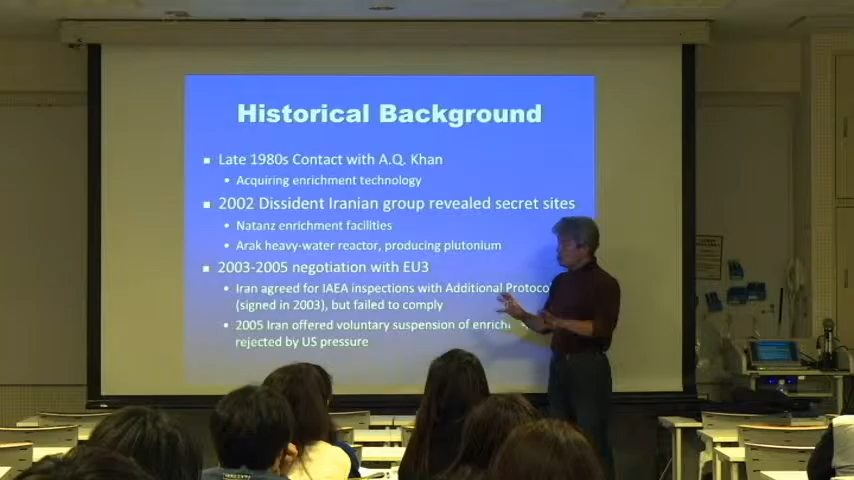 Historical Background
Late 1980s Contact with A.Q. Khan
Acquiring enrichment technology
2002 Dissident Iranian group revealed secret sites
Natanz enrichment facilities
Arak heavy-water reactor, producing plutonium
2003-2005 negotiation with EU3
Iran agreed for IAEA inspections with Additional
(signed in 2003), but failed to comply
2005 Iran offered voluntary suspension of
rejected by US pressure